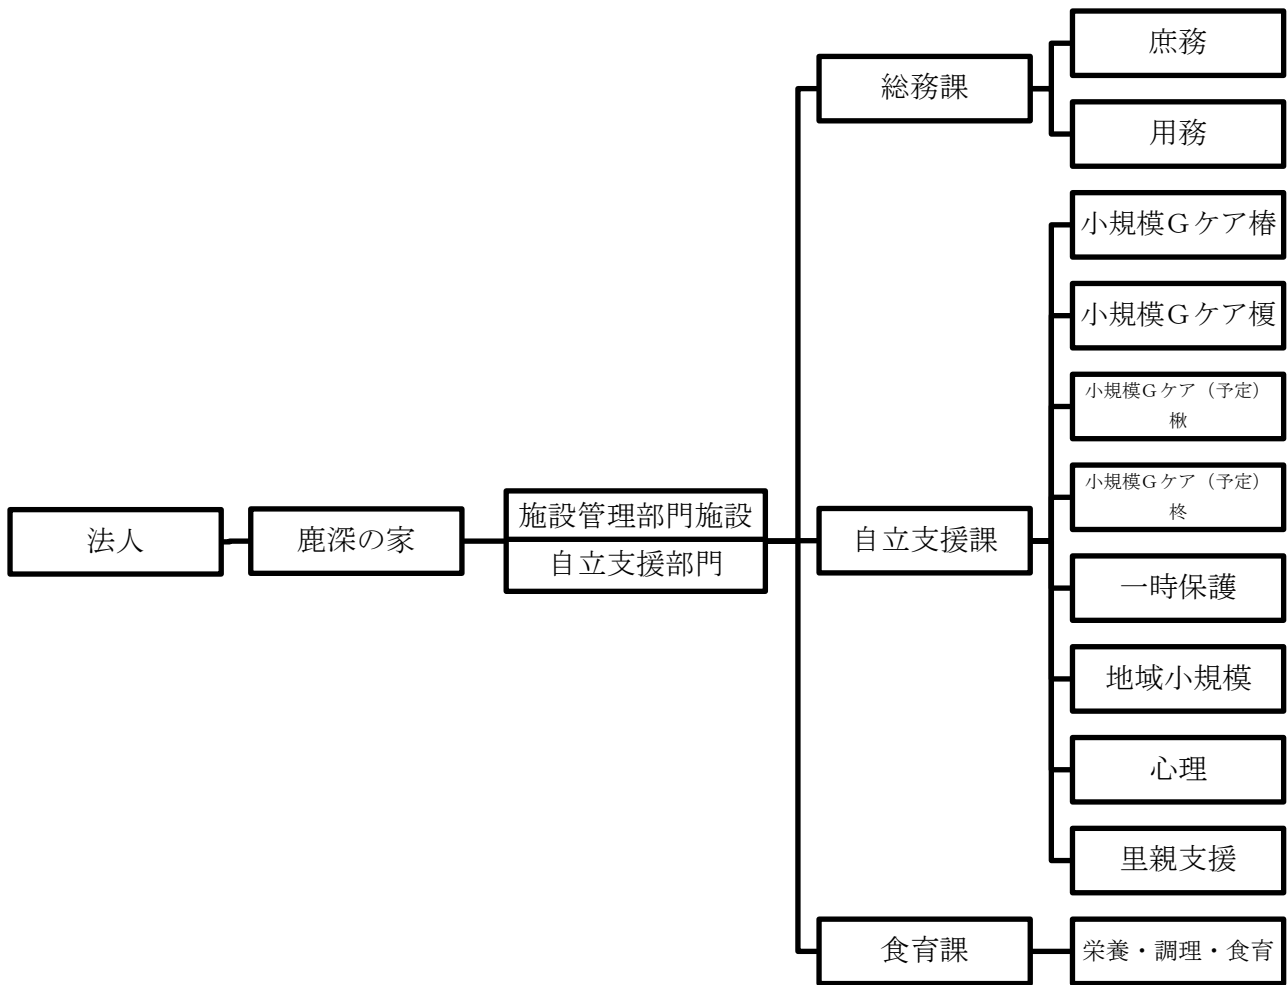 法人
鹿深の家
施設管理部門施設
自立支援部門
総務課
庶務
用務
自立支援課
小規模Ｇケア椿
小規模Ｇケア榎
小規模Ｇケア（予定）
楸
小規模Ｇケア（予定）
柊
一時保護
地域小規模
心理
里親支援
食育課
栄養・調理・食育